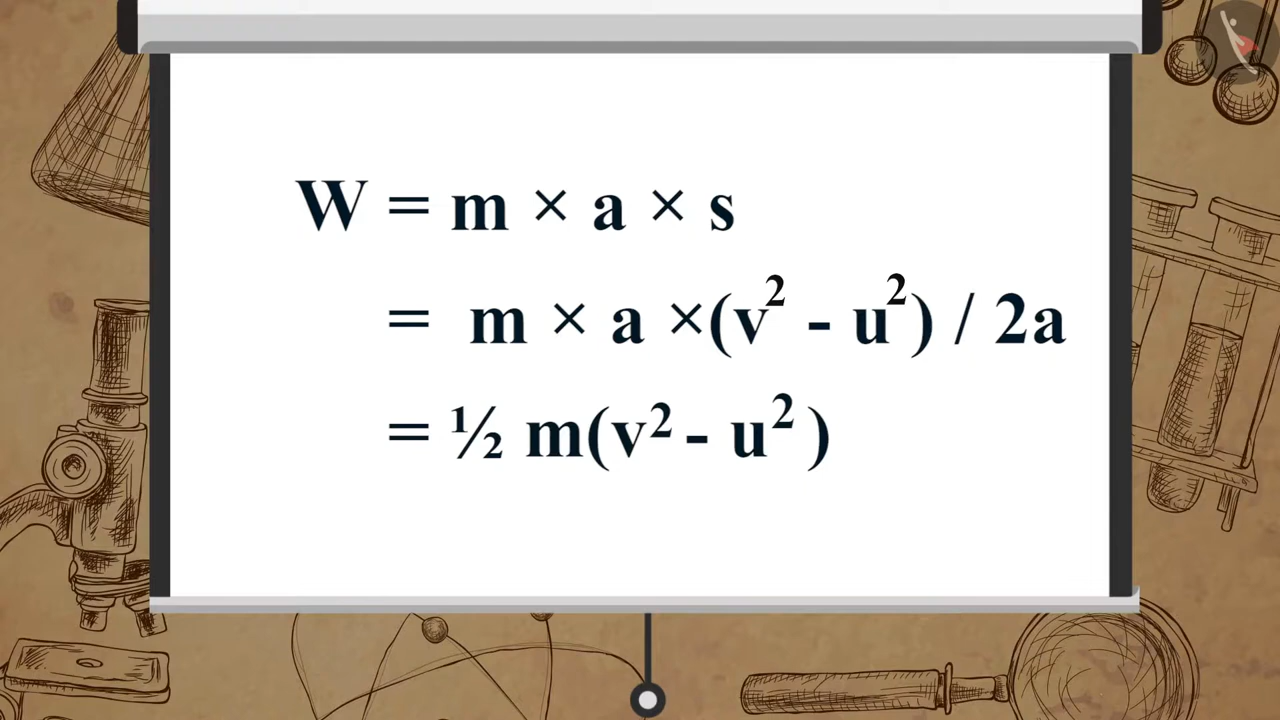 W = m × a × s
= m × a ×(v² - u²) / 2a
= ½ m(v² - u²)